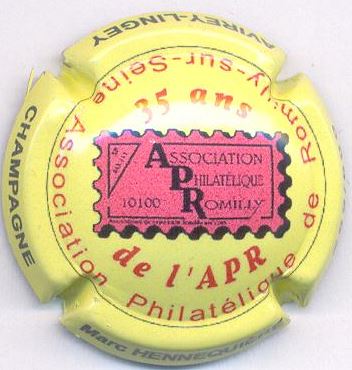 AVIREY-LINGEY
CHAMPAGNE
Marc HENNEQUIERE
Association Philatélique de Romilly-sur-Seine
35 ans
ASSOCIATION
PHILATÉLIQUE
10100 ROMILLY
de l'APR